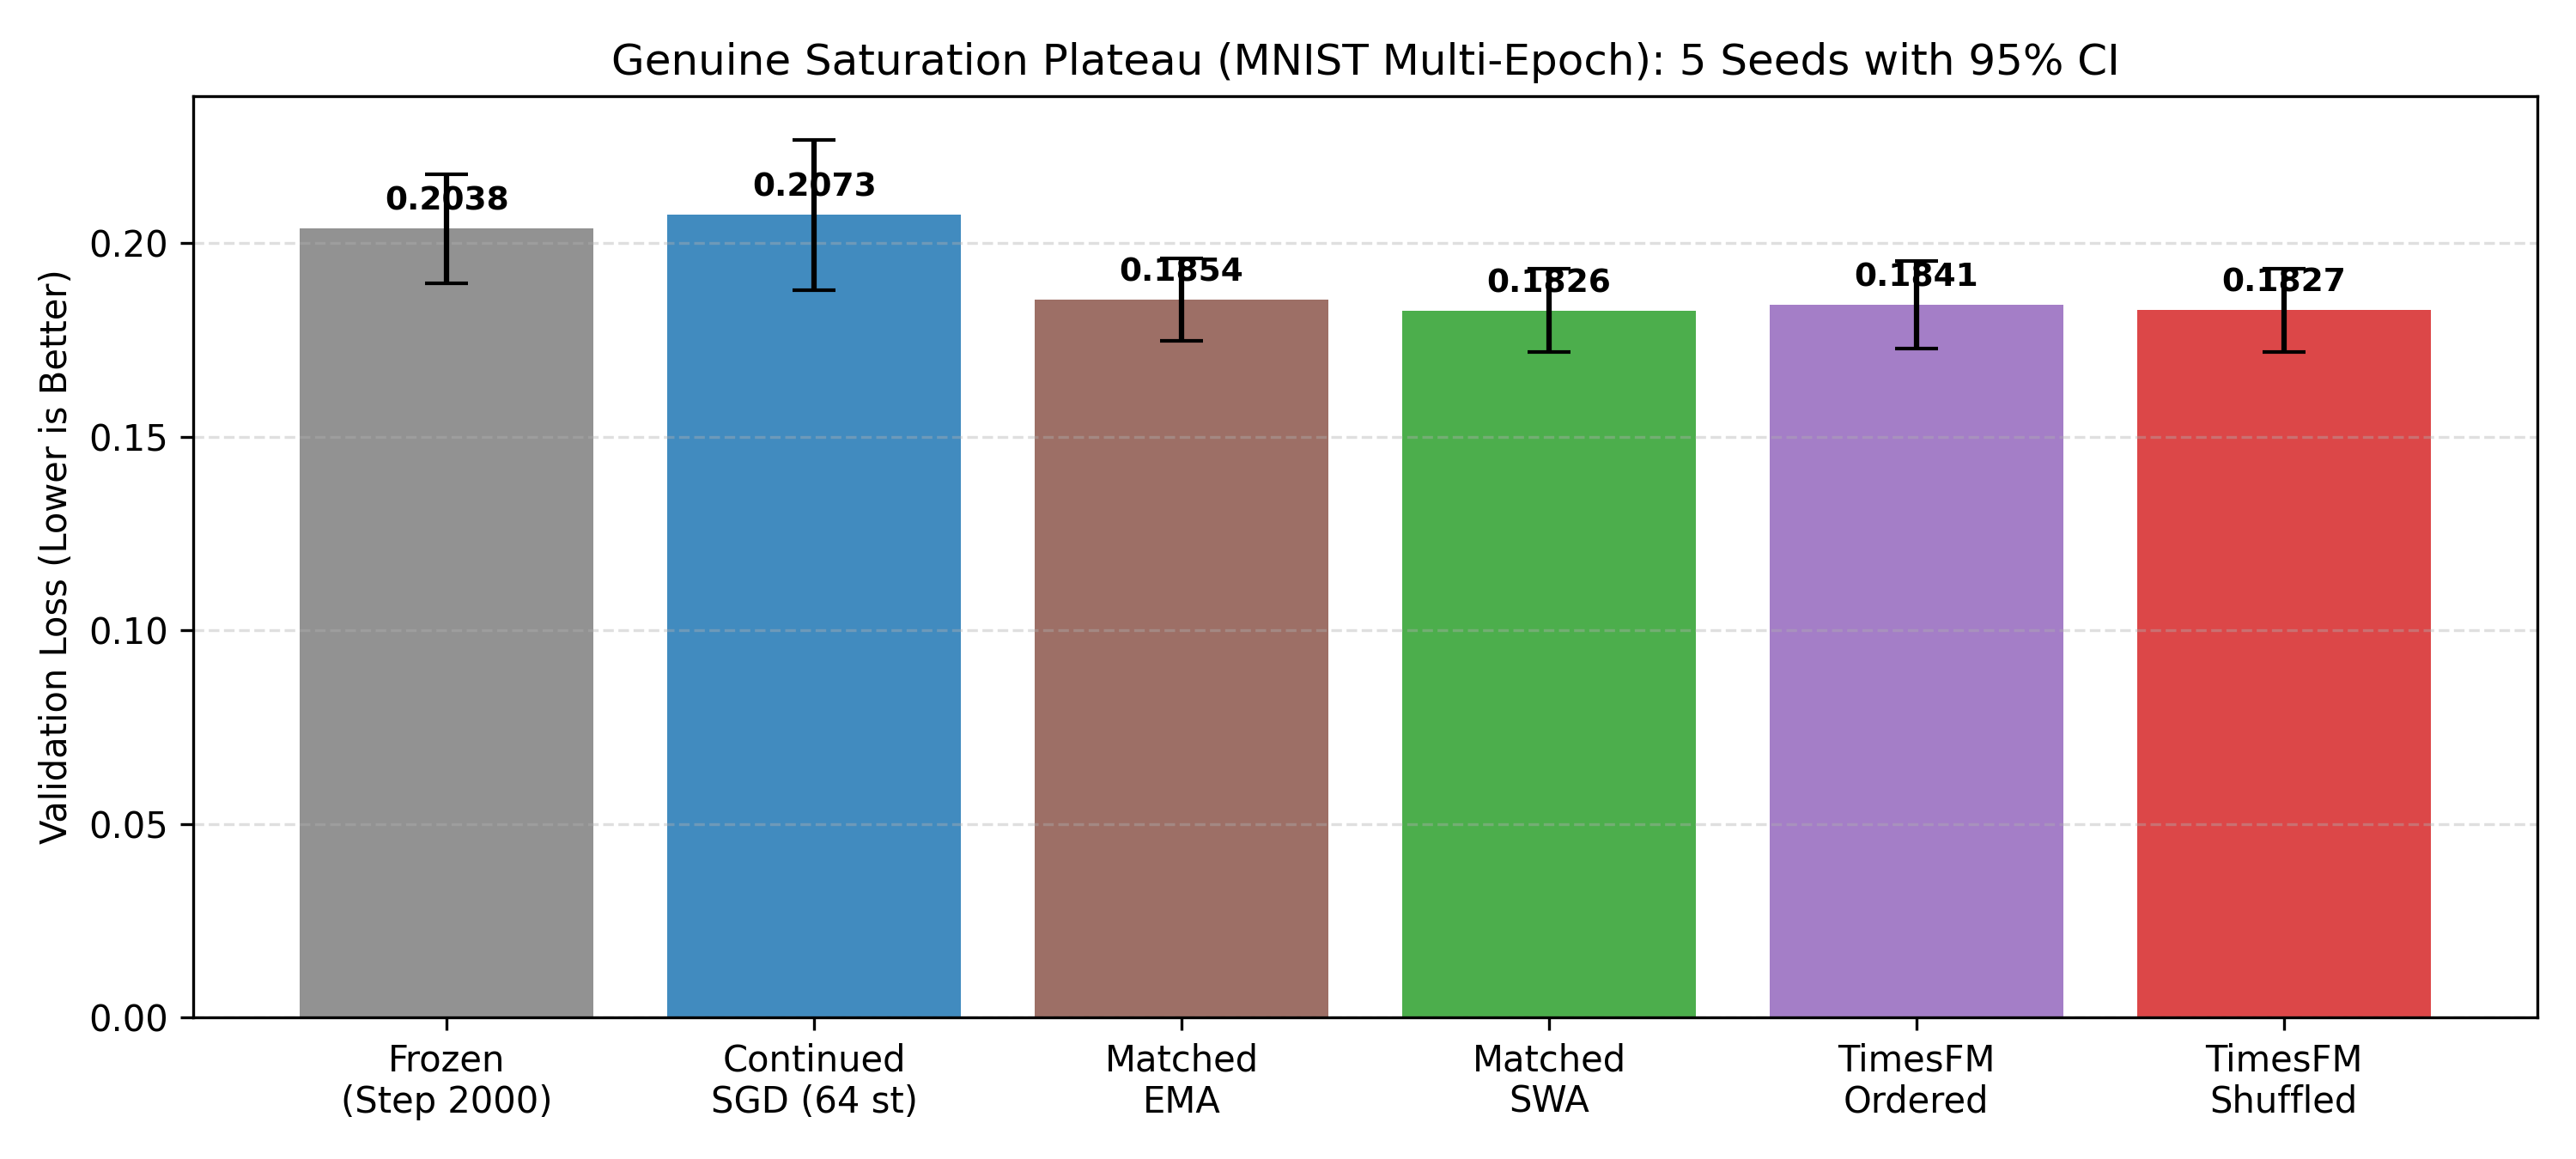 Genuine Saturation Plateau (MNIST Multi-Epoch): 5 Seeds with 95% CI
Validation Loss (Lower is Better)
0.20
0.15
0.10
0.05
0.00
0.2038
0.2073
0.1854
0.1826
0.1841
0.1827
Frozen
(Step 2000)
Continued
SGD (64 st)
Matched
EMA
Matched
SWA
TimesFM
Ordered
TimesFM
Shuffled